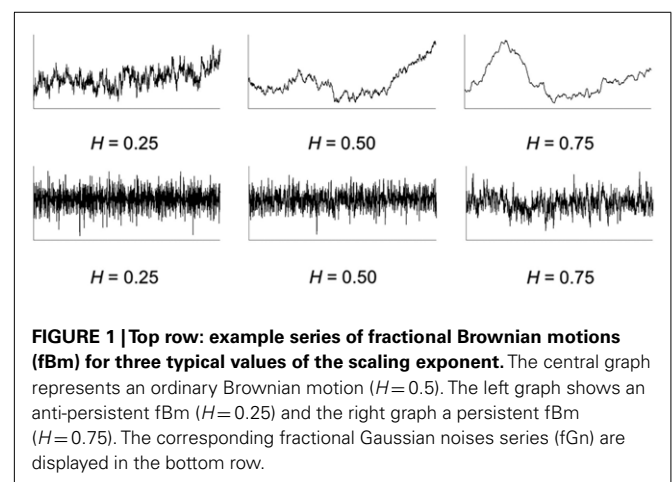 H = 0.25 H = 0.50 H = 0.75
H = 0.25 H = 0.50 H = 0.75
FIGURE 1 | Top row: example series of fractional Brownian motions
(fBm) for three typical values of the scaling exponent. The central graph
represents an ordinary Brownian motion (H = 0.5). The left graph shows an
anti-persistent fBm (H = 0.25) and the right graph a persistent fBm
(H = 0.75). The corresponding fractional Gaussian noises series (fGn) are
displayed in the bottom row.